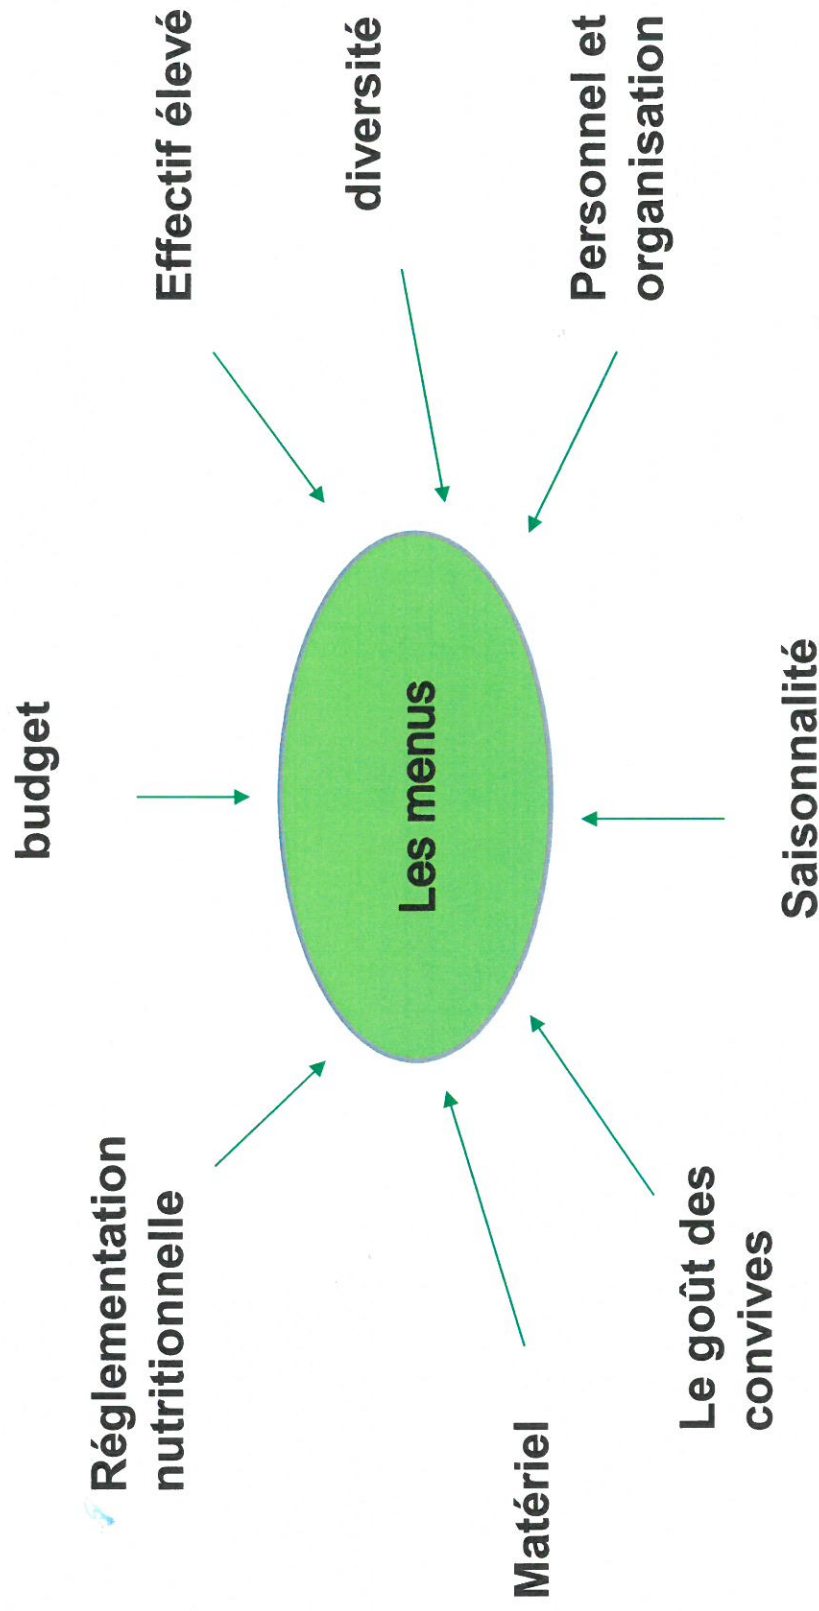 budget
Réglementation
nutritionnelle
Effectif élevé
diversité
Les menus
Matériel
Personnel et
organisation
Le goût des
convives
Saisonnalité